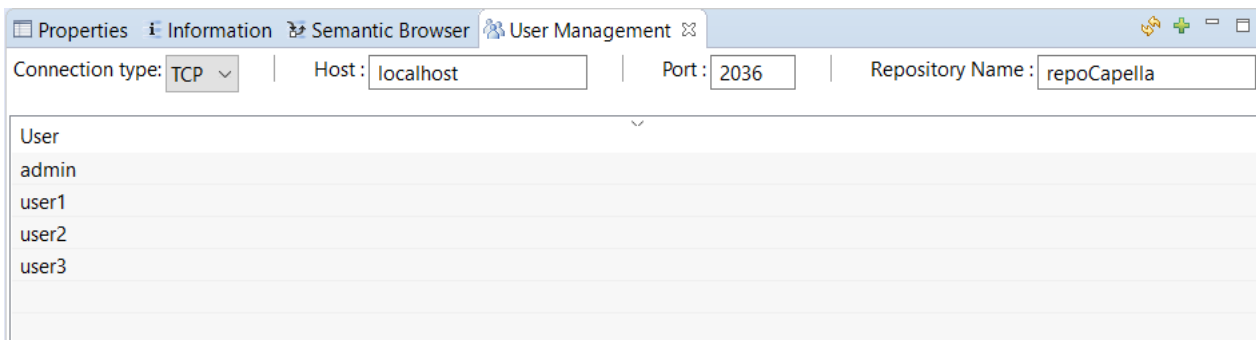 Properties Information Semantic Browser User Management
Connection type: TCP Host : localhost Port : 2036 Repository Name : repoCapella
User
admin
user1
user2
user3